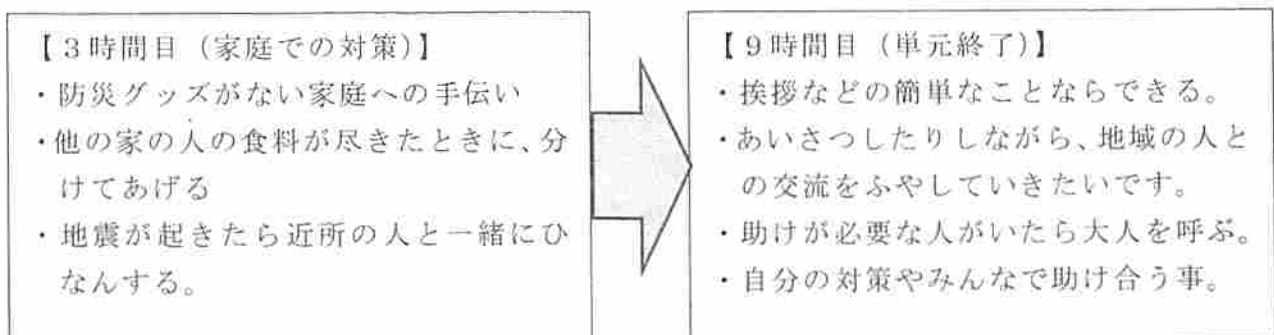 【3時間目（家庭での対策）】
・防災グッズがない家庭への手伝い
・他の家の人の食料が尽きたときに、分
けてあげる
・地震が起きたら近所の人と一緒にひ
なんする。
【9時間目（単元終了）】
・挨拶などの簡単なことならできる。
・あいさつしたりしながら、地域の人と
の交流をふやしていきたいです。
・助けが必要な人がいたら大人を呼ぶ。
・自分の対策やみんなで助け合う事。